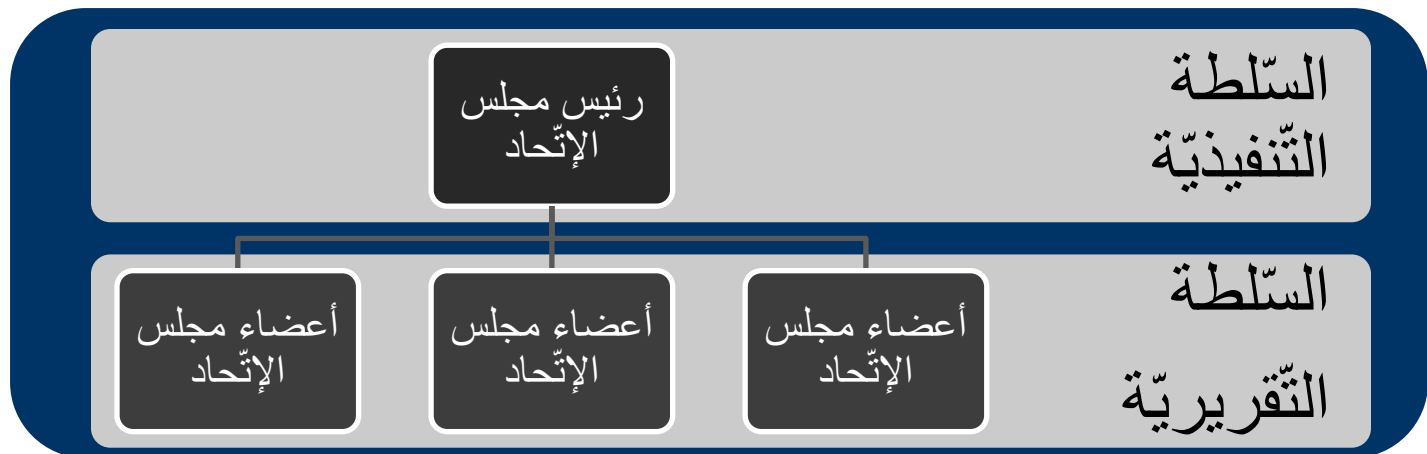 السّلطة
التّنفيذيّة
رئيس مجلس
الإتّحاد
السّلطة
التّقريريّة
أعضاء مجلس
الإتّحاد
أعضاء مجلس
الإتّحاد
أعضاء مجلس
الإتّحاد